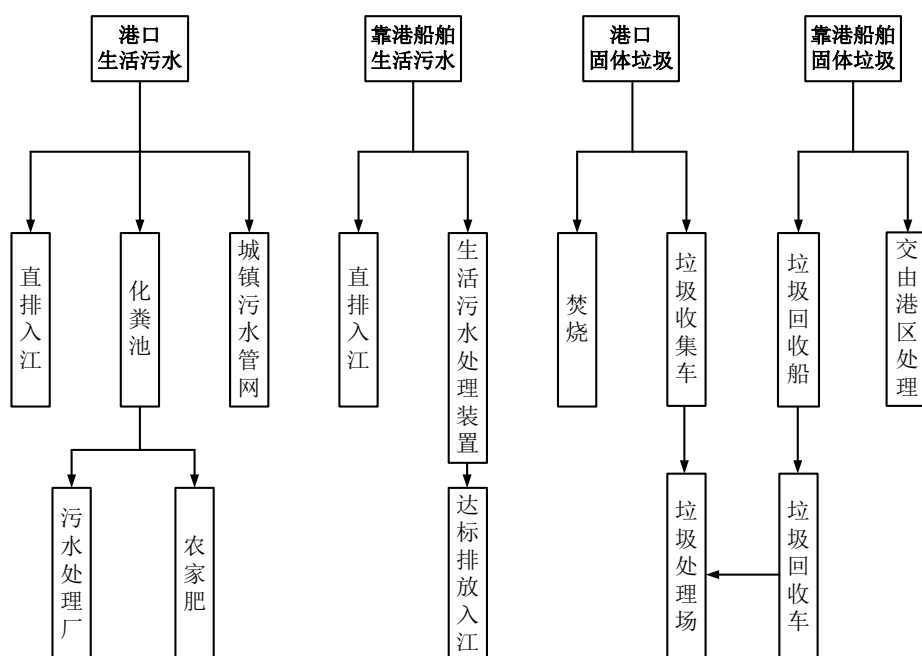 港口
生活污水
靠港船舶
生活污水
港口
固体垃圾
靠港船舶
固体垃圾
直排入江
化粪池
城镇污水管网
直排入江
生活污水处理装置
焚烧
垃圾收集车
垃圾回收船
交由港区处理
污水处理厂
农家肥
达标排放入江
垃圾处理场
垃圾回收车